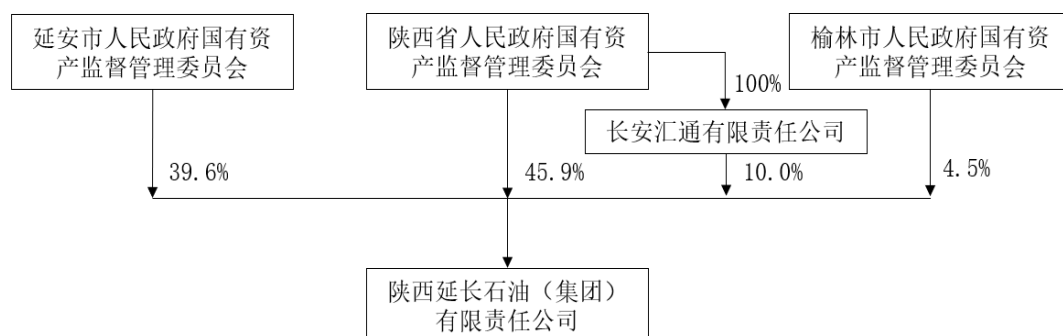 延安市人民政府国有资
产监督管理委员会
陕西省人民政府国有资
产监督管理委员会
榆林市人民政府国有资
产监督管理委员会
100%
长安汇通有限责任公司
39.6%
45.9%
10.0%
4.5%
陕西延长石油（集团）
有限责任公司